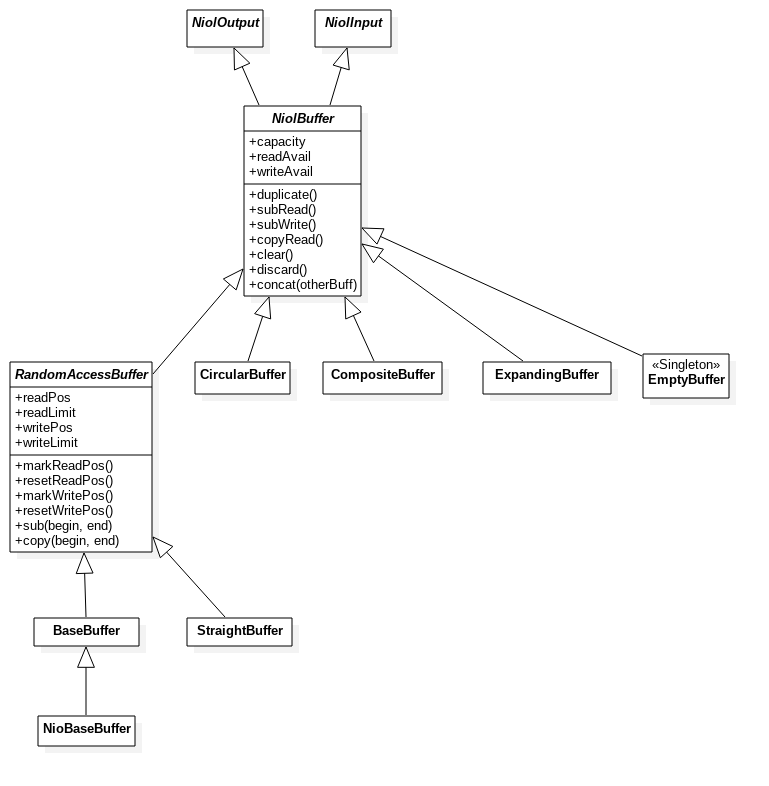 NiolOutput
NiolInput
NiolBuffer
+capacity
+readAvail
+writeAvail
+duplicate()
+subRead()
+subWrite()
+copyRead()
+clear()
+discard()
+concat(otherBuff)
RandomAccessBuffer
+readPos
+readLimit
+writePos
+writeLimit
+markReadPos()
+resetReadPos()
+markWritePos()
+resetWritePos()
+sub(begin, end)
+copy(begin, end)
CircularBuffer
CompositeBuffer
ExpandingBuffer
«Singleton»
EmptyBuffer
BaseBuffer
StraightBuffer
NioBaseBuffer